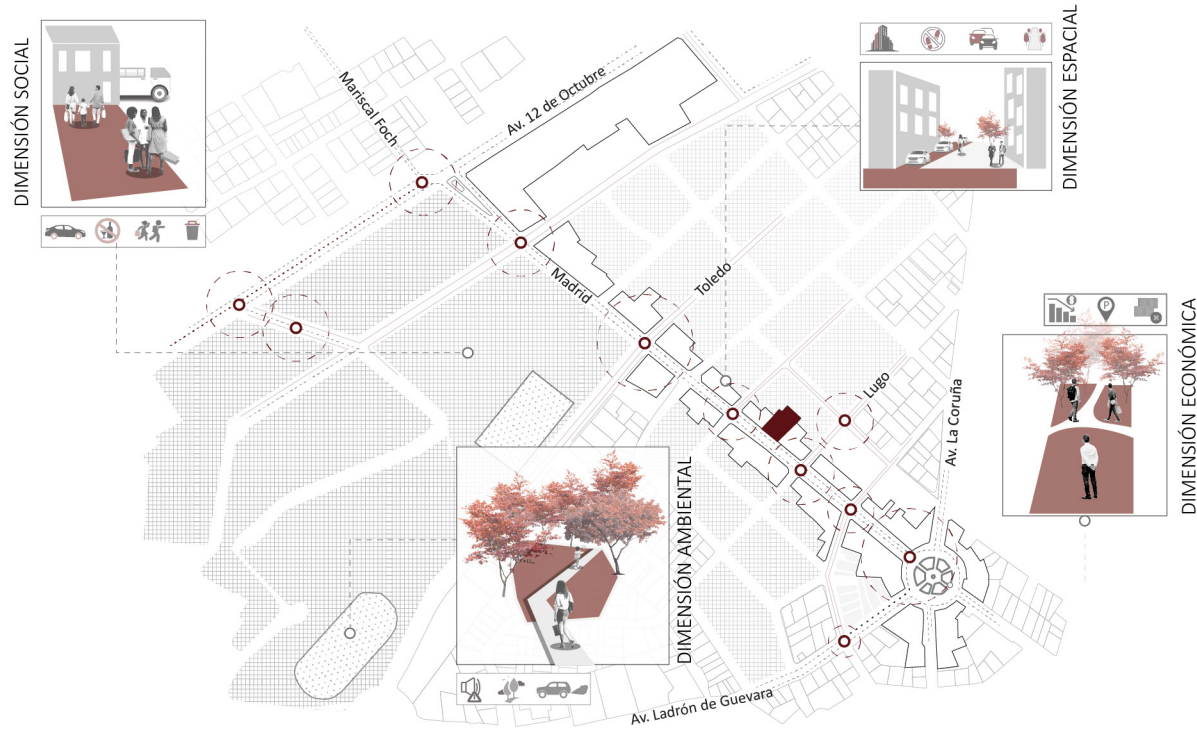 DIMENSIÓN SOCIAL
Mariscal Foch
Av. 12 de Octubre
DIMENSIÓN ESPACIAL
Madrid
Toledo
Lugo
Av. La Coruña
P
DIMENSIÓN ECONÓMICA
DIMENSIÓN AMBIENTAL
Av. Ladrón de Guevara